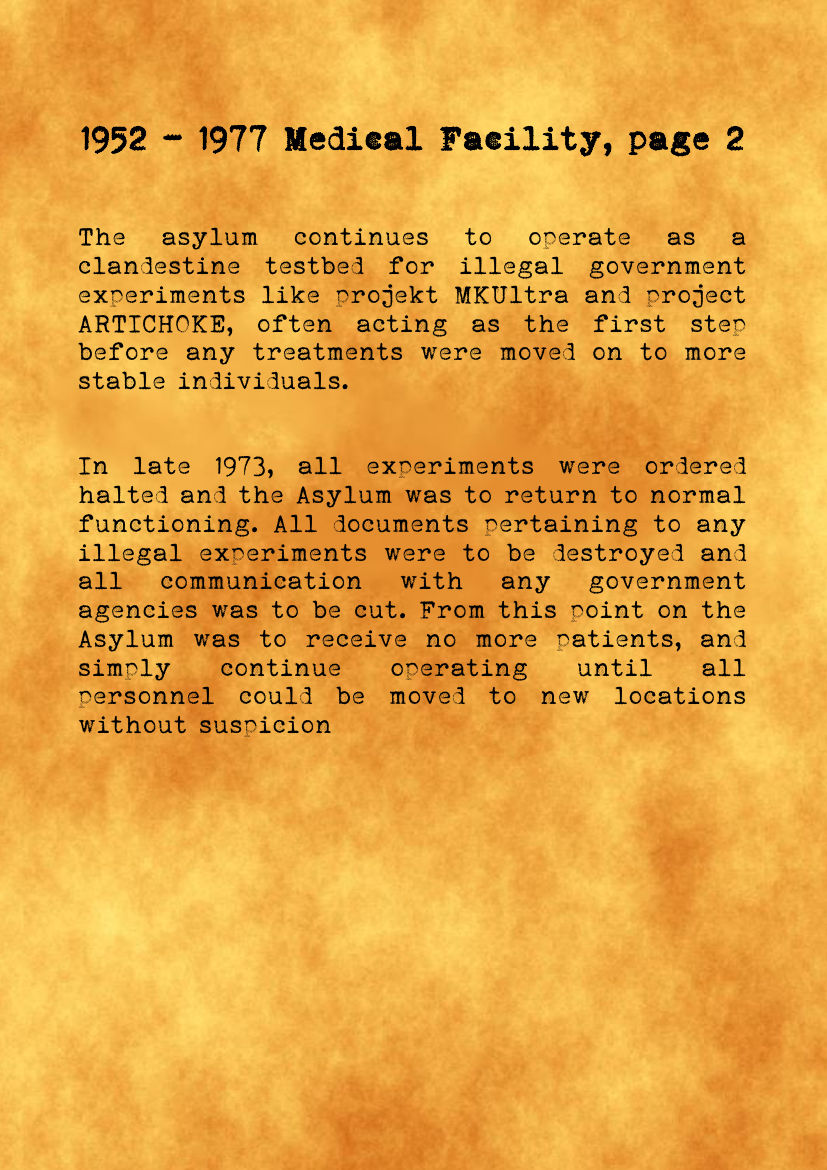 1952 - 1977 Medical Facility, page 2
The asylum continues to operate as a
clandestine testbed for illegal government
experiments like projekt MKUltra and project
ARTICHOKE, often acting as the first step
before any treatments were moved on to more
stable individuals.
In late 1973, all experiments were ordered
halted and the Asylum was to return to normal
functioning. All documents pertaining to any
illegal experiments were to be destroyed and
all communication with any government
agencies was to be cut. From this point on the
Asylum was to receive no more patients, and
simply continue operating until all
personnel could be moved to new locations
without suspicion